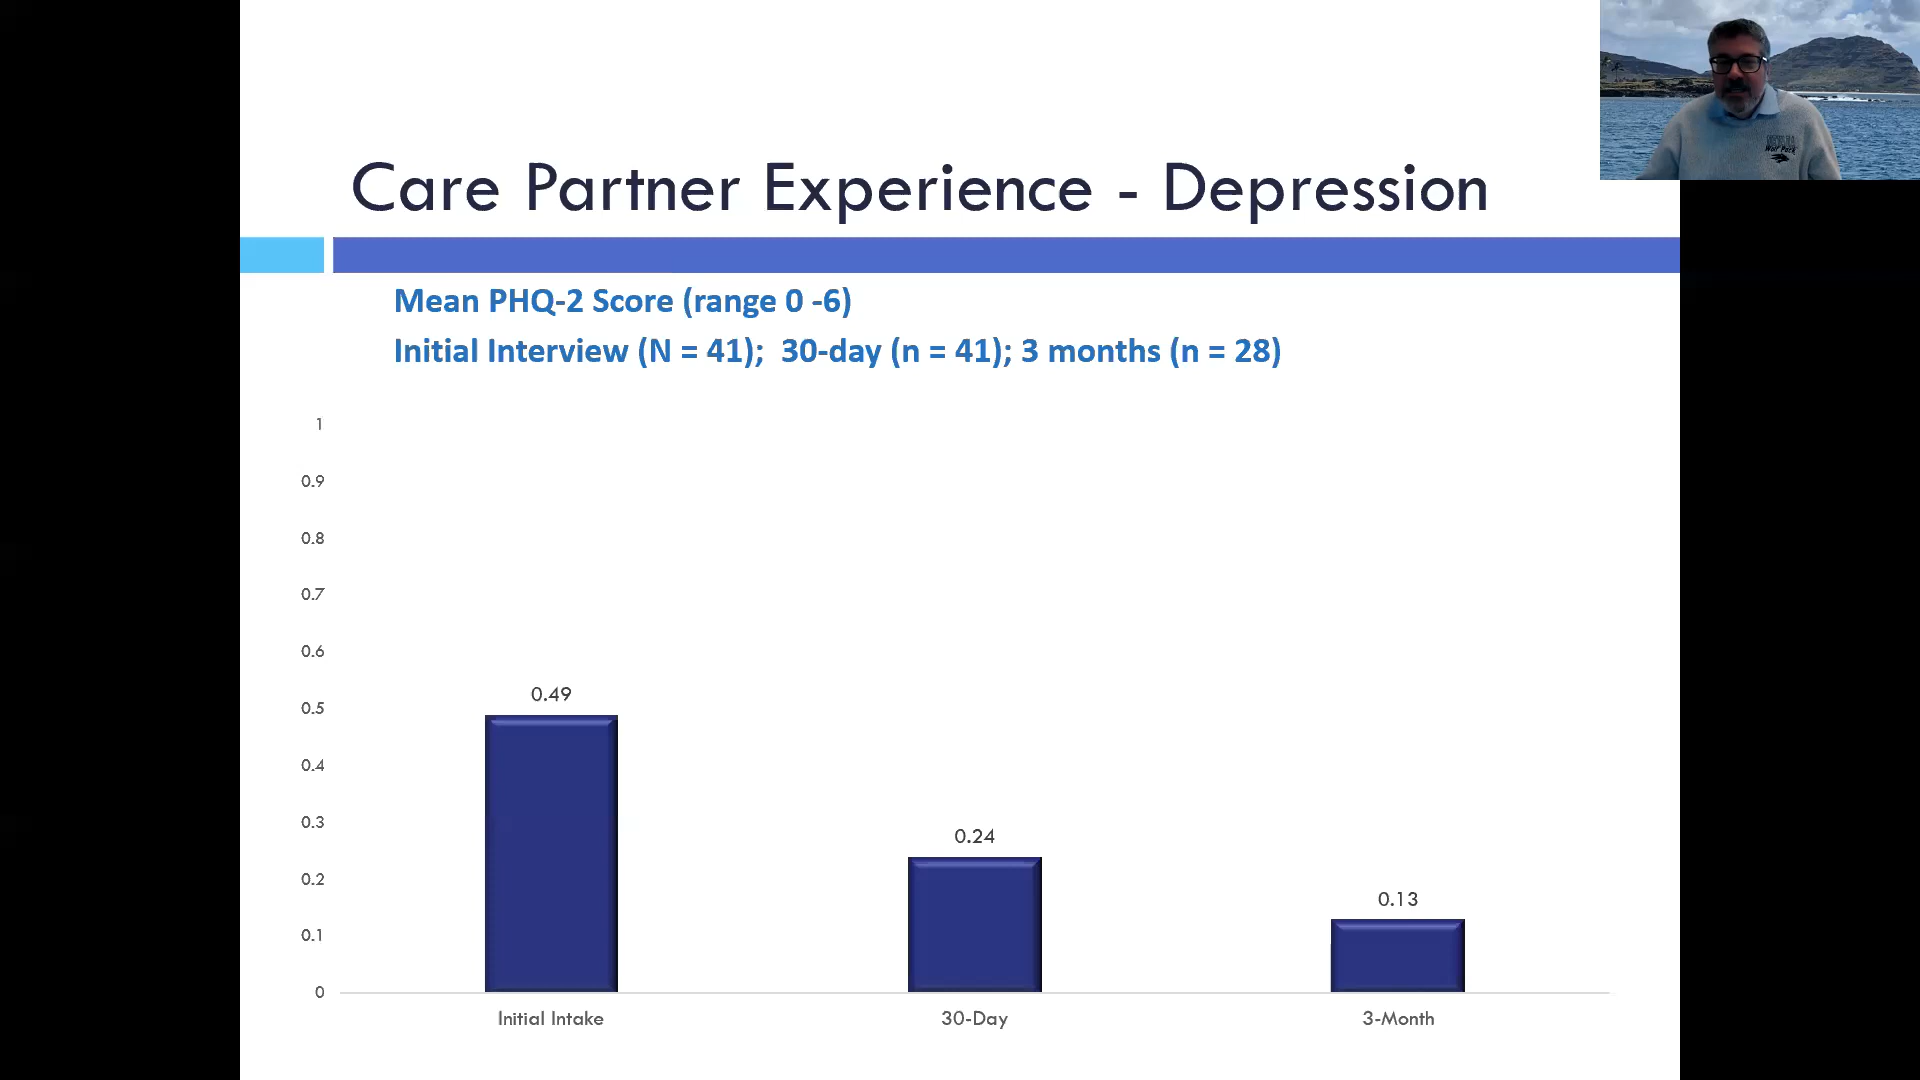 Care Partner Experience - Depression
Mean PHQ-2 Score (range 0 -6)
Initial Interview (N = 41);  30-day (n = 41); 3 months (n = 28)
1
0.9
0.8
0.7
0.6
0.5
0.4
0.3
0.2
0.1
0
0.49
0.24
0.13
Initial Intake
30-Day
3-Month
Wolf Pack